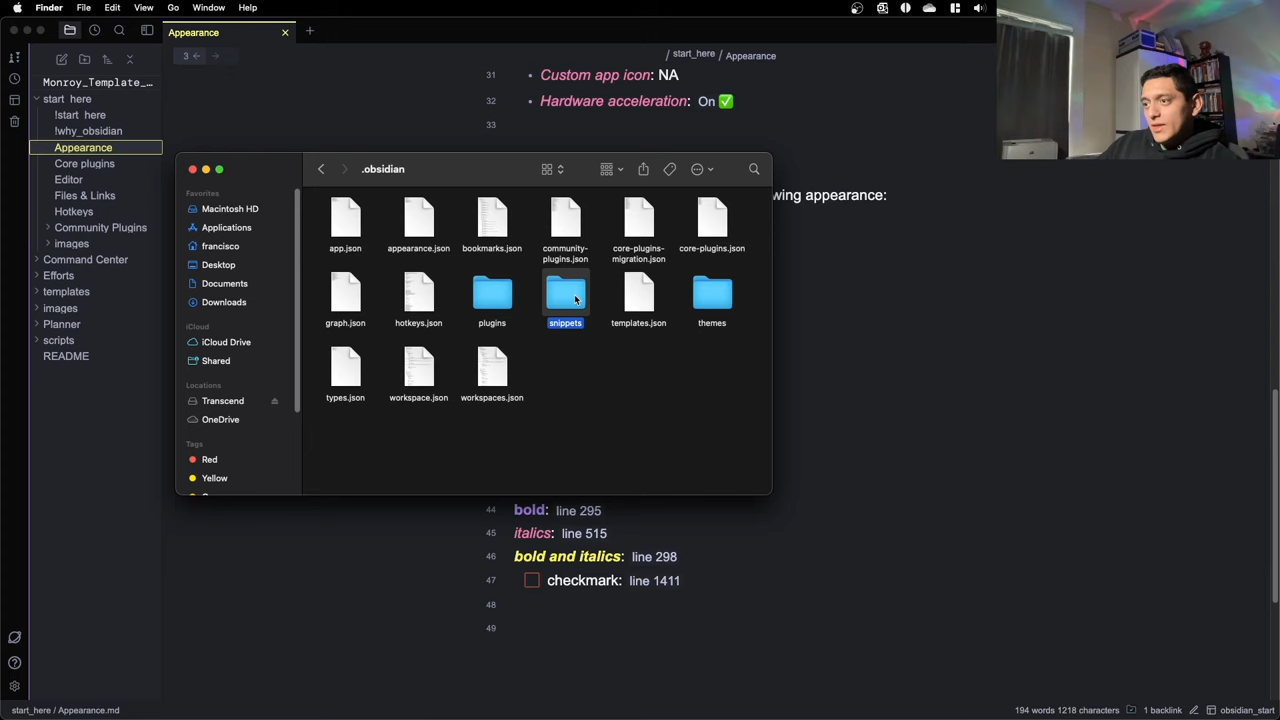 Finder File Edit View Go Window Help
Appearance
3
/ start_here / Appearance
Monroy_Template_...
start here
!start here
!why_obsidian
Appearance
Core plugins
Editor
Files & Links
Hotkeys
Community Plugins
images
Command Center
Efforts
templates
images
Planner
scripts
README
31 • Custom app icon: NA
32 • Hardware acceleration: On
33
wing appearance:
.obsidian
Favorites
Macintosh HD
Applications
francisco
Desktop
Documents
Downloads
iCloud
iCloud Drive
Shared
Locations
Transcend
OneDrive
Tags
Red
Yellow
app.json
appearance.json
bookmarks.json
community-
plugins.json
core-plugins-
migration.json
core-plugins.json
graph.json
hotkeys.json
plugins
snippets
templates.json
themes
types.json
workspace.json
workspaces.json
44 bold: line 295
45 italics: line 515
46 bold and italics: line 298
47 checkmark: line 1411
48
49
start_here / Appearance.md
194 words 1218 characters 1 backlink obsidian_start